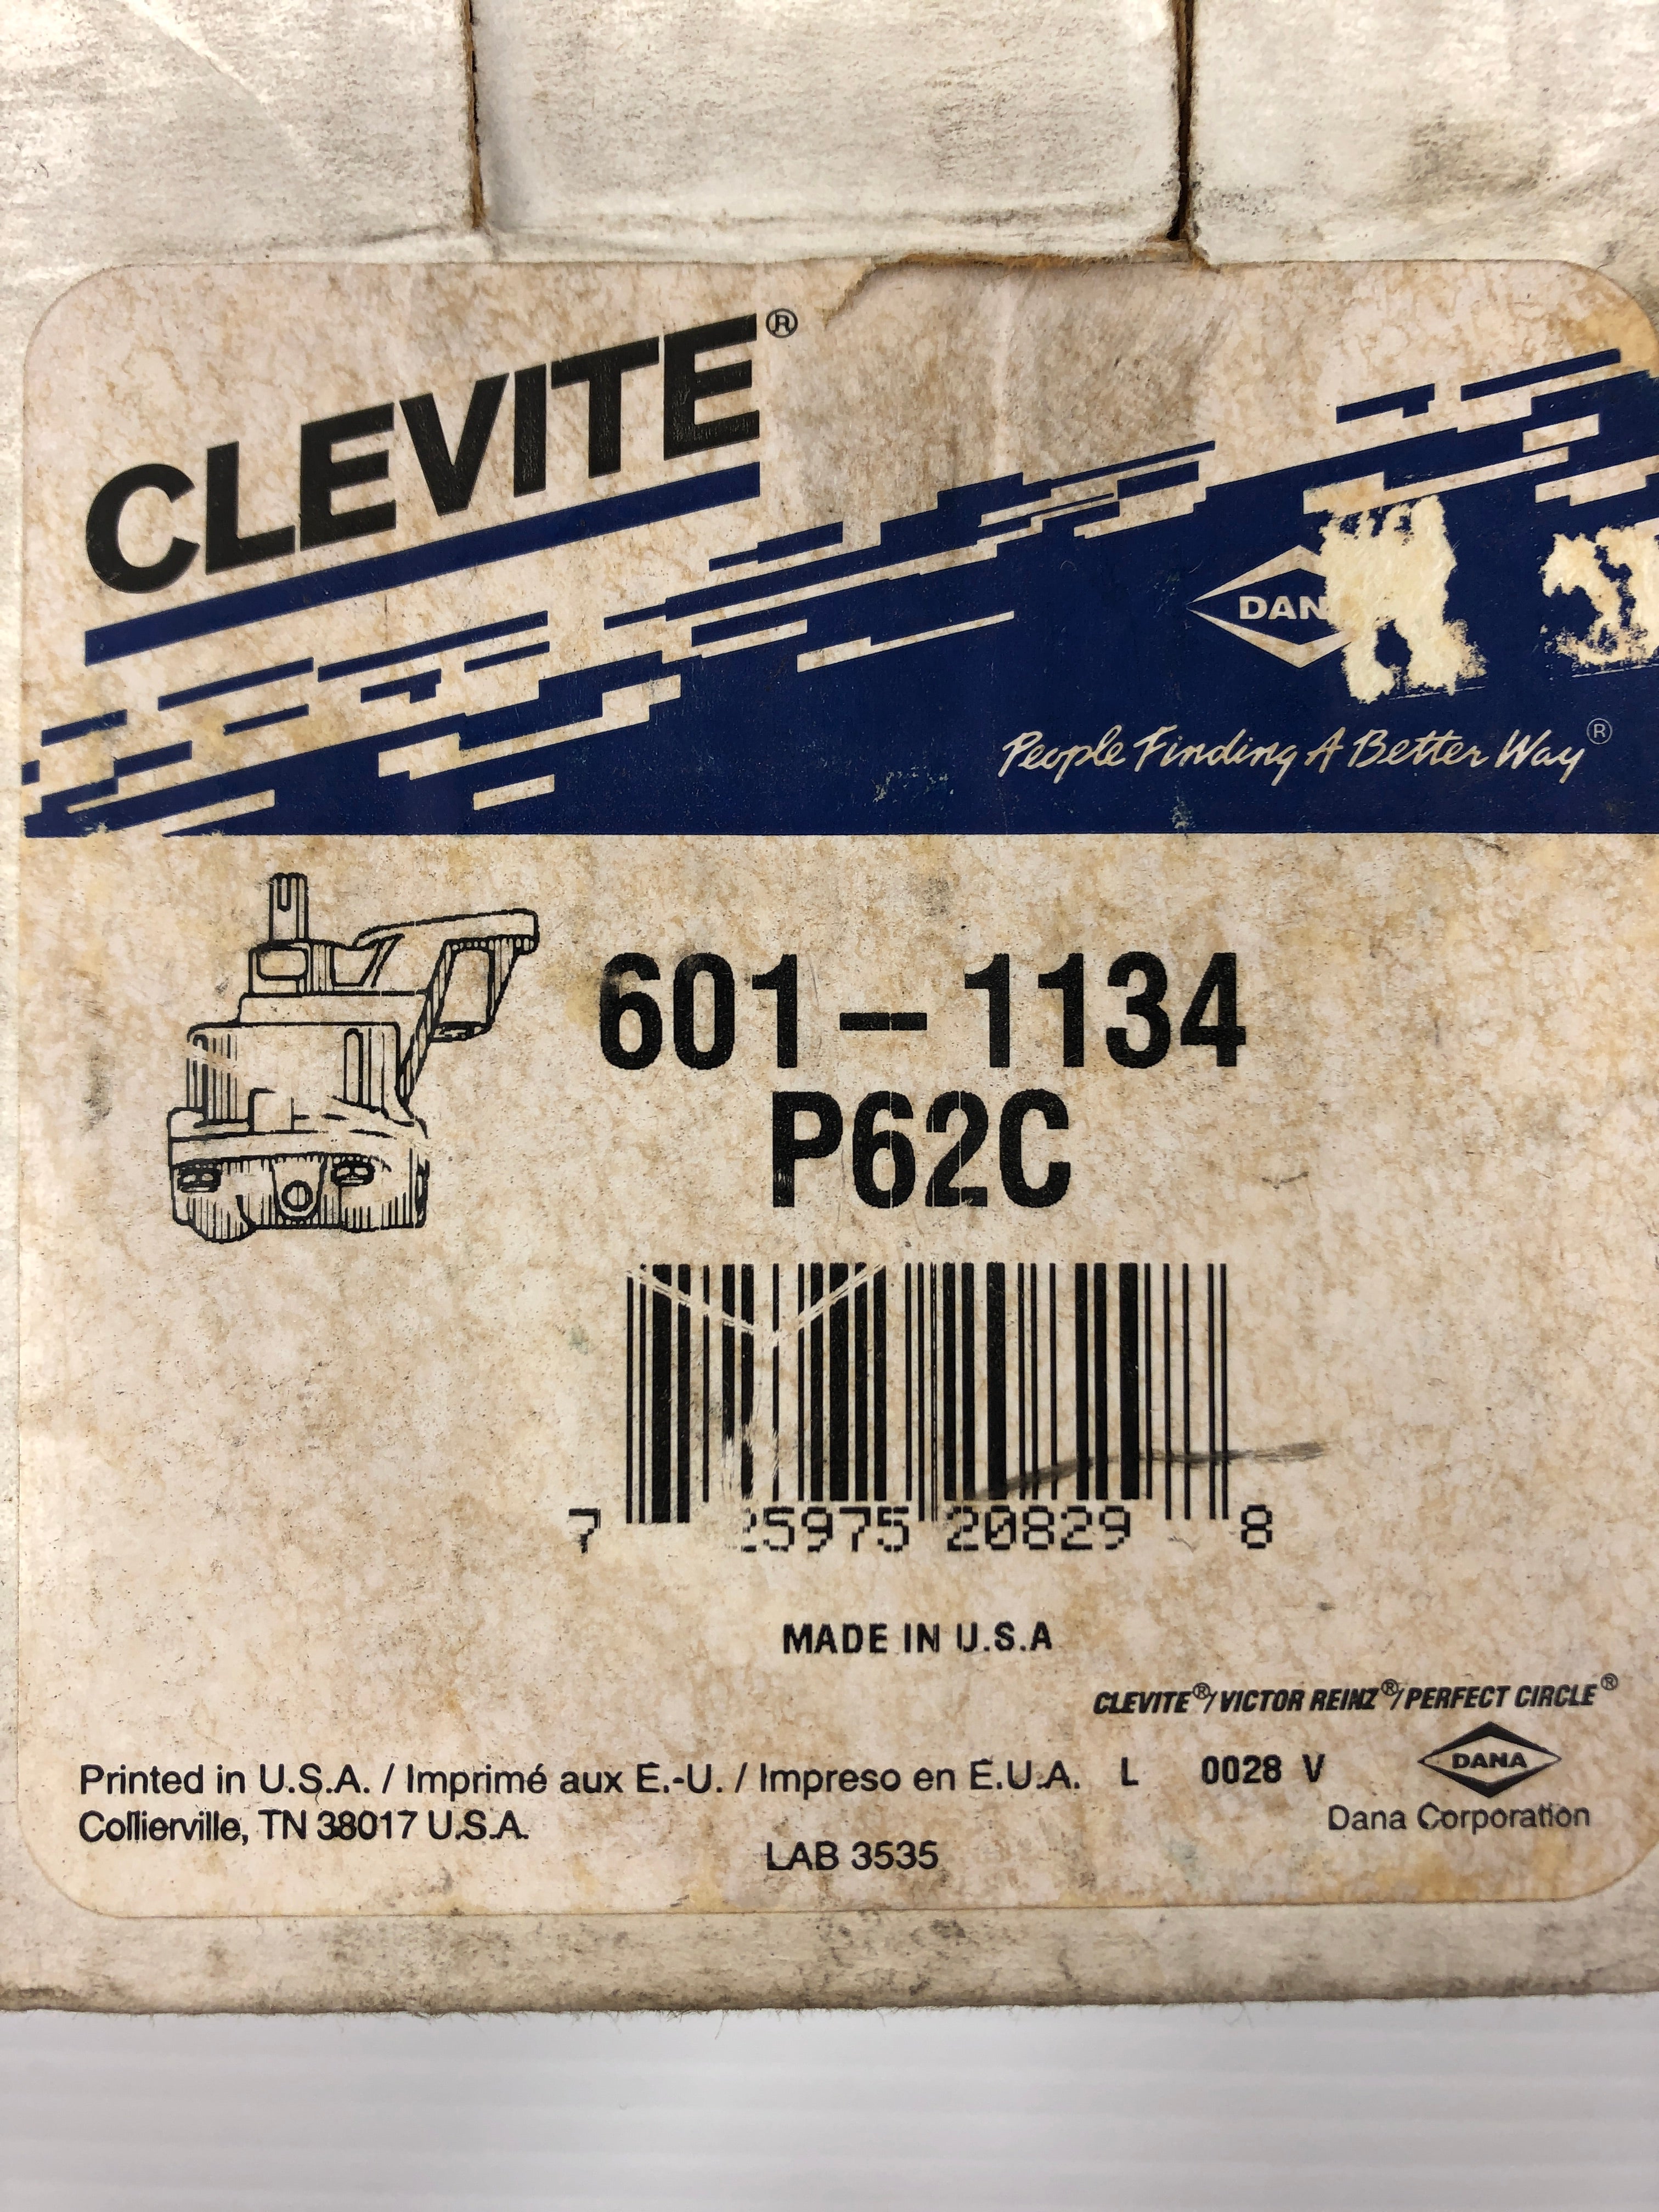 CLEVITE®
People Finding A Better Way®
601-1134
P62C
7 25975 20829 8
MADE IN U.S.A
CLEVITE®/VICTOR REINZ®/PERFECT CIRCLE®
Printed in U.S.A. / Imprimé aux E.-U. / Impreso en E.U.A. L 0028 V
DANA
Collierville, TN 38017 U.S.A.
Dana Corporation
LAB 3535